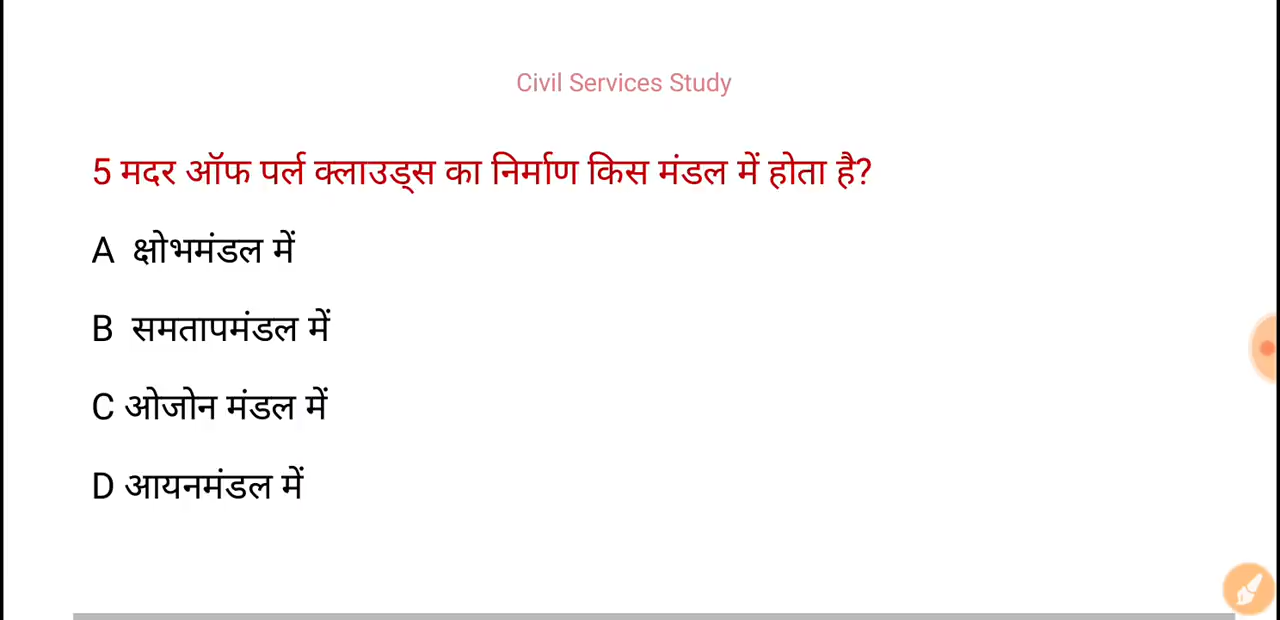 Civil Services Study
5 मदर ऑफ पर्ल क्लाउड्स का निर्माण किस मंडल में होता है?
A क्षोभमंडल में
B समतापमंडल में
C ओजोन मंडल में
D आयनमंडल में